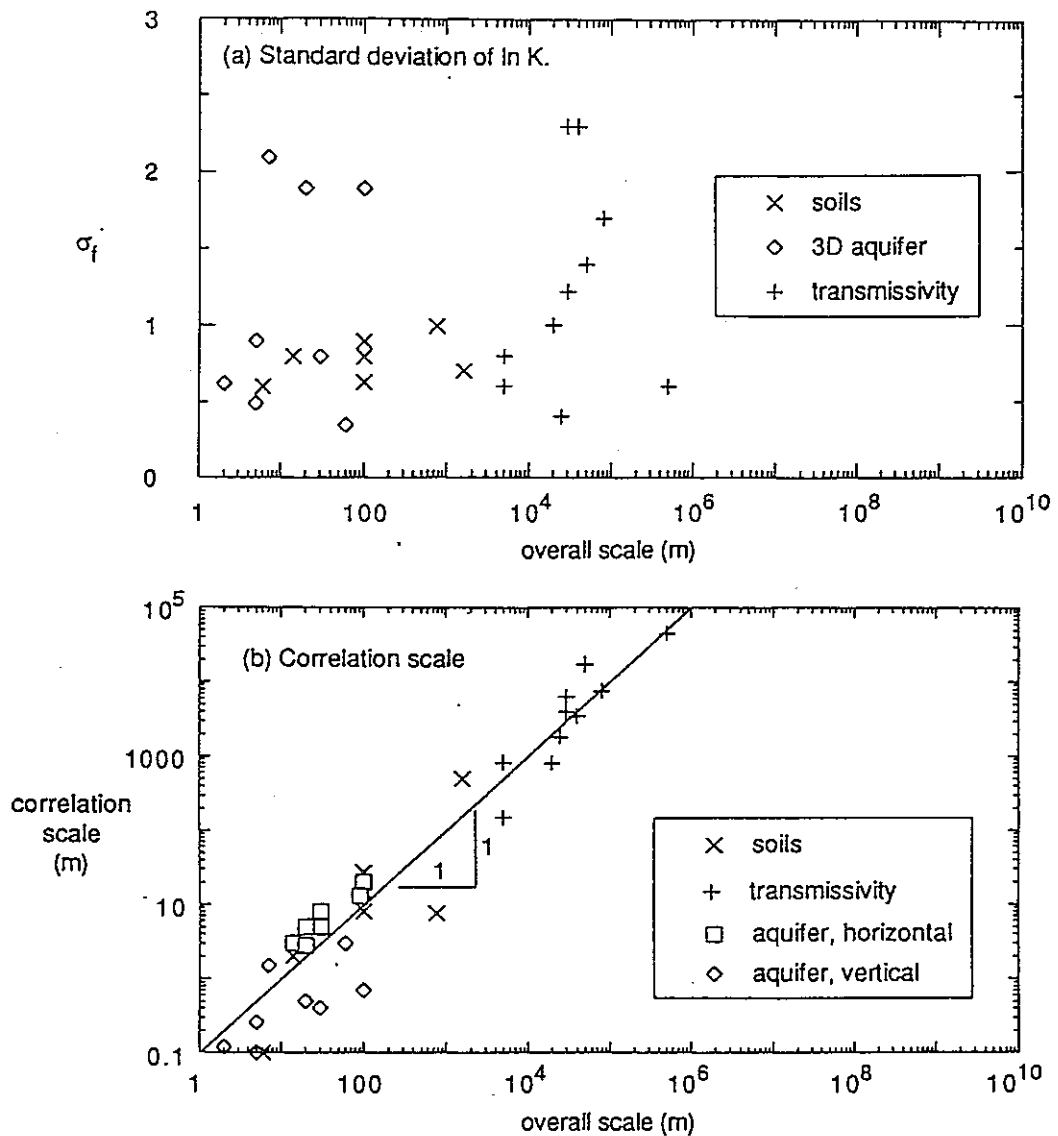 3
(a) Standard deviation of ln K.
2
σf
1
0
× soils
◇ 3D aquifer
+ transmissivity
1 100 10^4 10^6 10^8 10^10
overall scale (m)
10^5
(b) Correlation scale
1000
correlation
scale
(m)
1
1
10
0.1
× soils
+ transmissivity
□ aquifer, horizontal
◇ aquifer, vertical
1 100 10^4 10^6 10^8 10^10
overall scale (m)